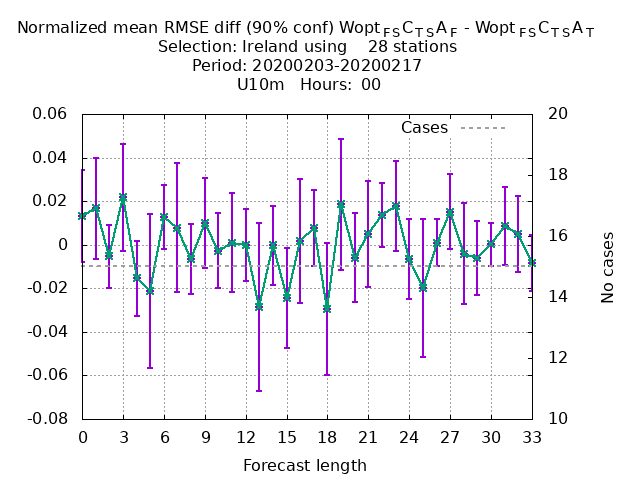 Normalized mean RMSE diff (90% conf) Wopt FS C TS A F - Wopt FS C TS A T
Selection: Ireland using    28 stations
Period: 20200203-20200217
U10m   Hours:  00
Cases
0.06
0.04
0.02
0
-0.02
-0.04
-0.06
-0.08
20
18
16
14
12
10
No cases
0 3 6 9 12 15 18 21 24 27 30 33
Forecast length